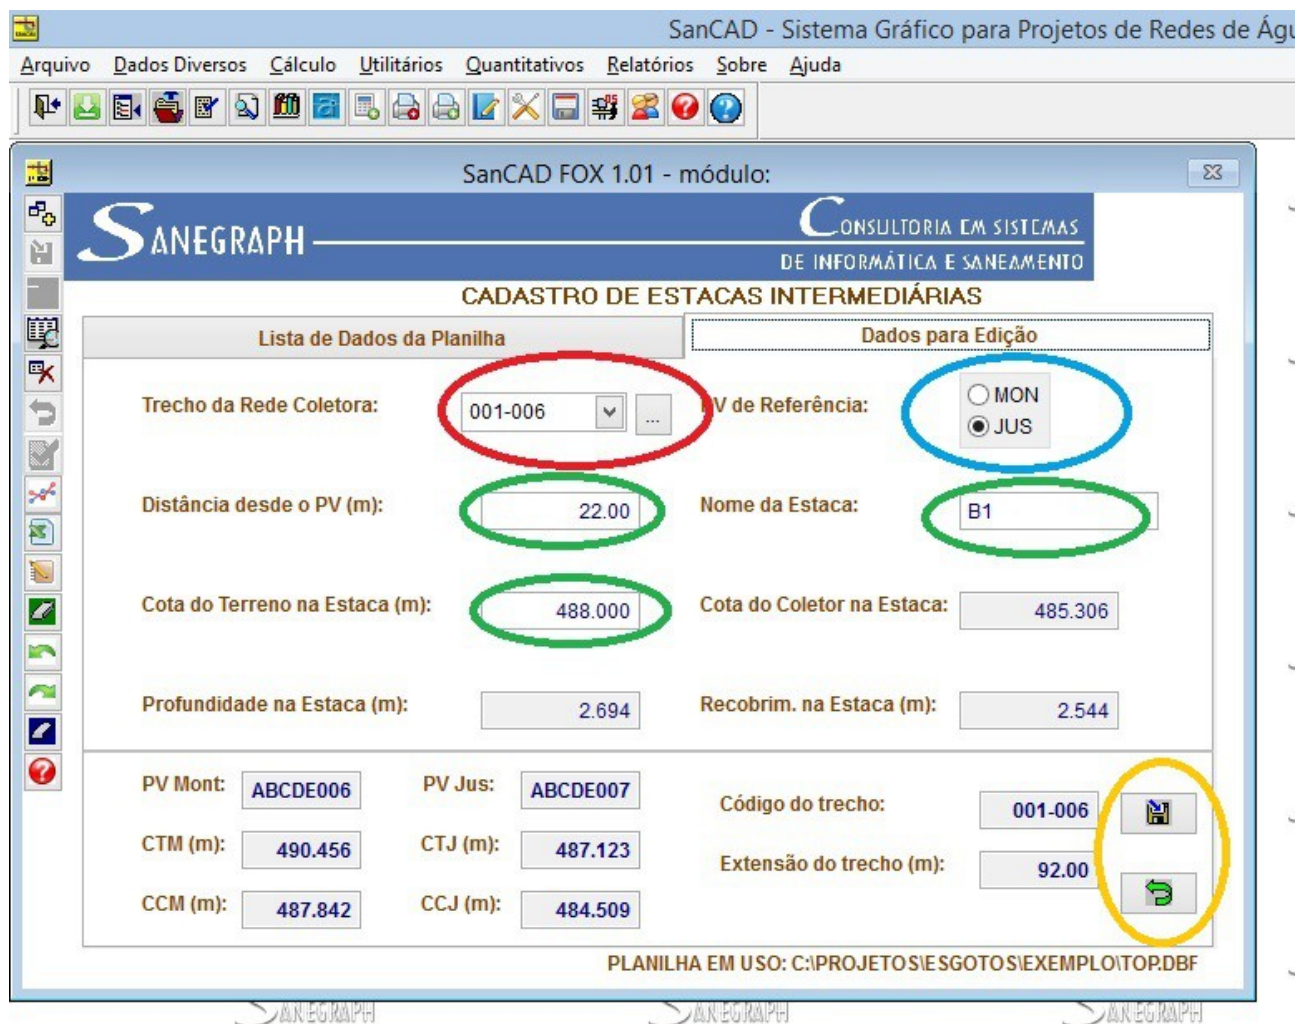 SanCAD - Sistema Gráfico para Projetos de Redes de Águ
Arquivo Dados Diversos Cálculo Utilitários Quantitativos Relatórios Sobre Ajuda
SanCAD FOX 1.01 - módulo:
SANEGRAPH
CONSULTORIA EM SISTEMAS
DE INFORMÁTICA E SANEAMENTO
CADASTRO DE ESTACAS INTERMEDIÁRIAS
Lista de Dados da Planilha Dados para Edição
Trecho da Rede Coletora: 001-006 ... PV de Referência: MON
JUS
Distância desde o PV (m): 22.00 Nome da Estaca: B1
Cota do Terreno na Estaca (m): 488.000 Cota do Coletor na Estaca: 485.306
Profundidade na Estaca (m): 2.694 Recobrim. na Estaca (m): 2.544
PV Mont: ABCDE006 PV Jus: ABCDE007 Código do trecho: 001-006
CTM (m): 490.456 CTJ (m): 487.123 Extensão do trecho (m): 92.00
CCM (m): 487.842 CCJ (m): 484.509
PLANILHA EM USO: C:\PROJETOS\ESGOTOS\EXEMPLO\TOP.DBF
SANEGRAPH SANEGRAPH SANEGRAPH